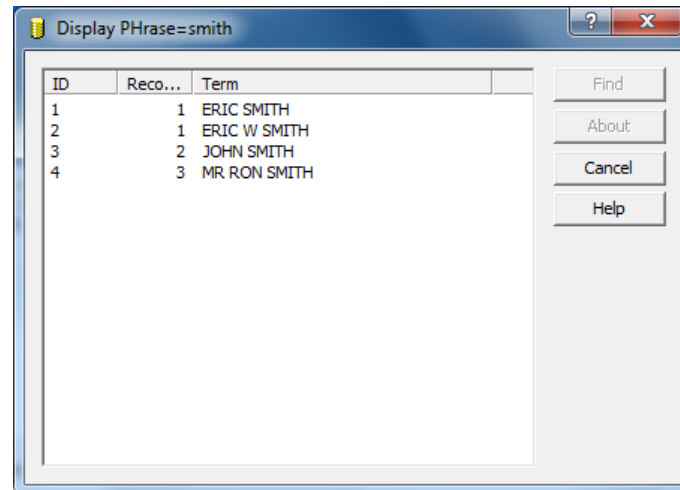 Display PHrase=smith
ID Reco... Term
1 1 ERIC SMITH
2 1 ERIC W SMITH
3 2 JOHN SMITH
4 3 MR RON SMITH
Find
About
Cancel
Help